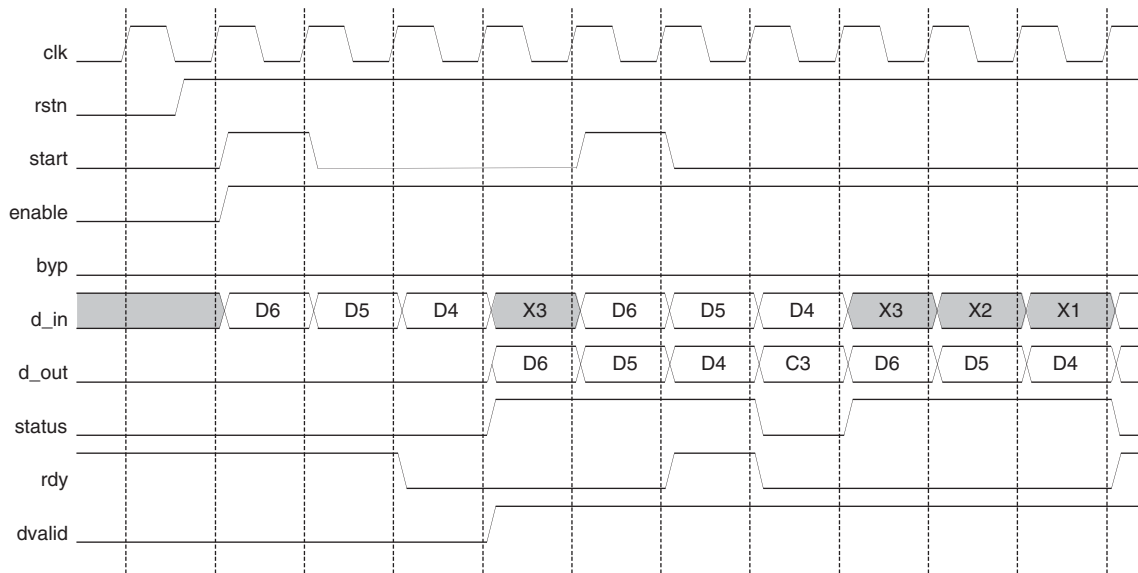 clk
rstn
start
enable
byp
d_in D6 D5 D4 X3 D6 D5 D4 X3 X2 X1
d_out D6 D5 D4 C3 D6 D5 D4
status
rdy
dvalid